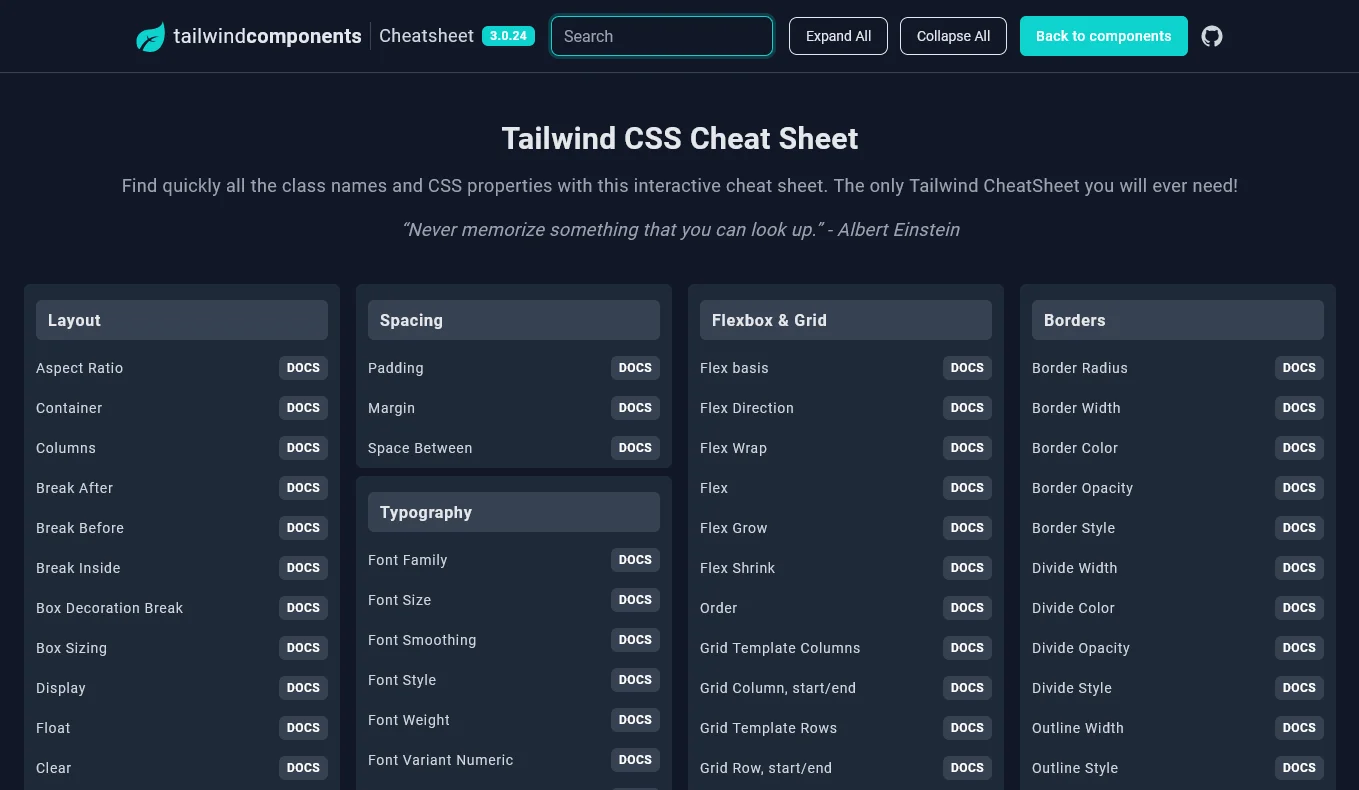 tailwindcomponents Cheatsheet 3.0.24 Search Expand All Collapse All Back to components
Tailwind CSS Cheat Sheet
Find quickly all the class names and CSS properties with this interactive cheat sheet. The only Tailwind CheatSheet you will ever need!
“Never memorize something that you can look up.” - Albert Einstein
Layout
Aspect Ratio DOCS
Container DOCS
Columns DOCS
Break After DOCS
Break Before DOCS
Break Inside DOCS
Box Decoration Break DOCS
Box Sizing DOCS
Display DOCS
Float DOCS
Clear DOCS
Spacing
Padding DOCS
Margin DOCS
Space Between DOCS
Typography
Font Family DOCS
Font Size DOCS
Font Smoothing DOCS
Font Style DOCS
Font Weight DOCS
Font Variant Numeric DOCS
Flexbox & Grid
Flex basis DOCS
Flex Direction DOCS
Flex Wrap DOCS
Flex DOCS
Flex Grow DOCS
Flex Shrink DOCS
Order DOCS
Grid Template Columns DOCS
Grid Column, start/end DOCS
Grid Template Rows DOCS
Grid Row, start/end DOCS
Borders
Border Radius DOCS
Border Width DOCS
Border Color DOCS
Border Opacity DOCS
Border Style DOCS
Divide Width DOCS
Divide Color DOCS
Divide Opacity DOCS
Divide Style DOCS
Outline Width DOCS
Outline Style DOCS